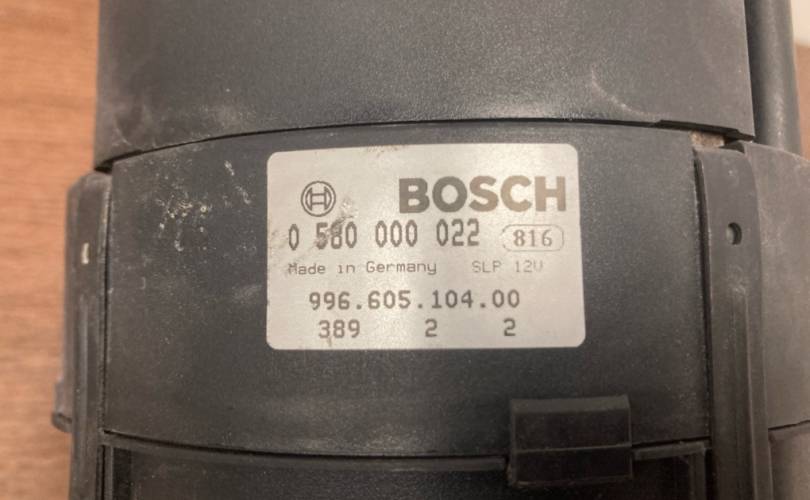 BOSCH
0 580 000 022 816
Made in Germany SLP 12V
996.605.104.00
389 2 2